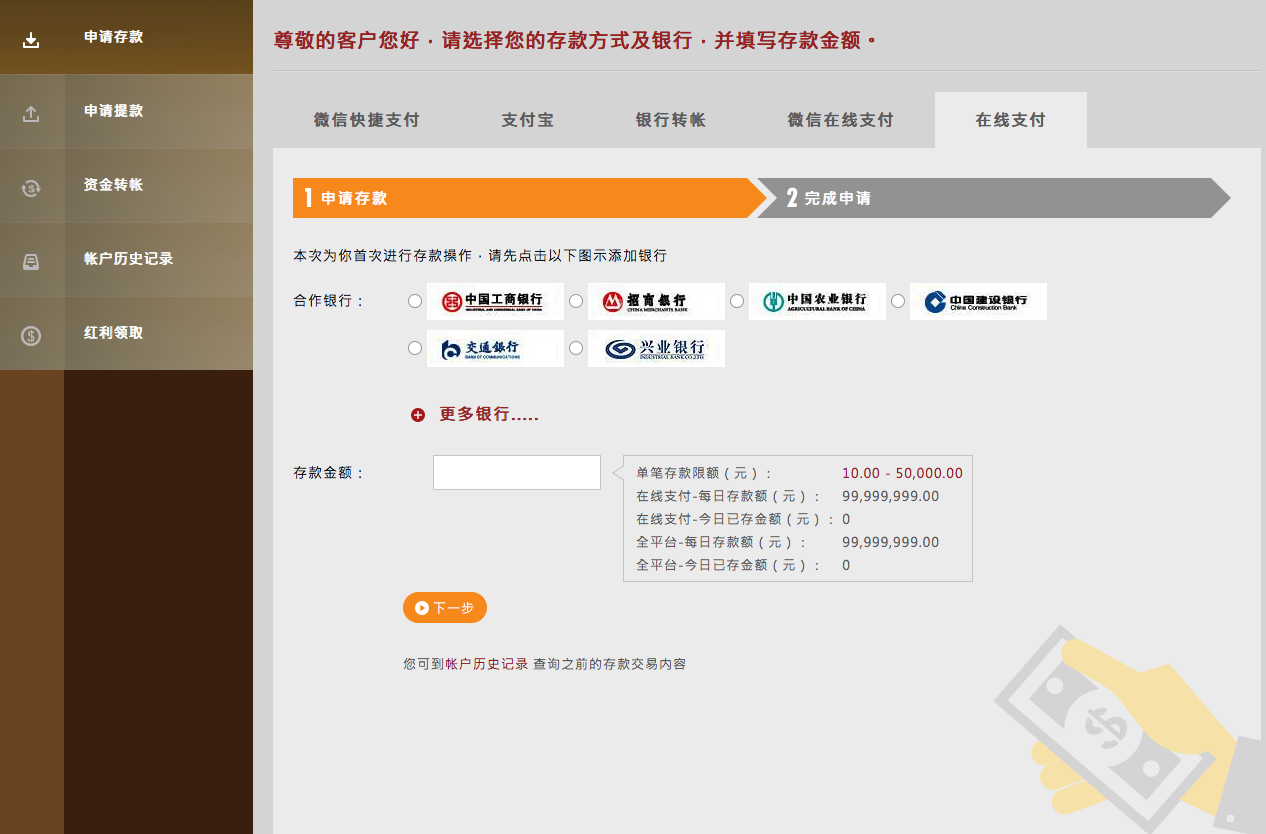 申请存款
申请提款
资金转帐
帐户历史记录
红利领取
尊敬的客户您好，请选择您的存款方式及银行，并填写存款金额。
微信快捷支付 支付宝 银行转帐 微信在线支付 在线支付
1 申请存款 2 完成申请
本次为你首次进行存款操作，请先点击以下图示添加银行
合作银行：
中国工商银行
INDUSTRIAL AND COMMERCIAL BANK OF CHINA
招商银行
CHINA MERCHANTS BANK
中国农业银行
AGRICULTURAL BANK OF CHINA
中国建设银行
China Construction Bank
交通銀行
BANK OF COMMUNICATIONS
兴业银行
INDUSTRIAL BANK CO.,LTD.
更多银行.....
存款金额：
单笔存款限额（元）： 10.00 - 50,000.00
在线支付-每日存款额（元）： 99,999,999.00
在线支付-今日已存金额（元）： 0
全平台-每日存款额（元）： 99,999,999.00
全平台-今日已存金额（元）： 0
下一步
您可到帐户历史记录 查询之前的存款交易内容